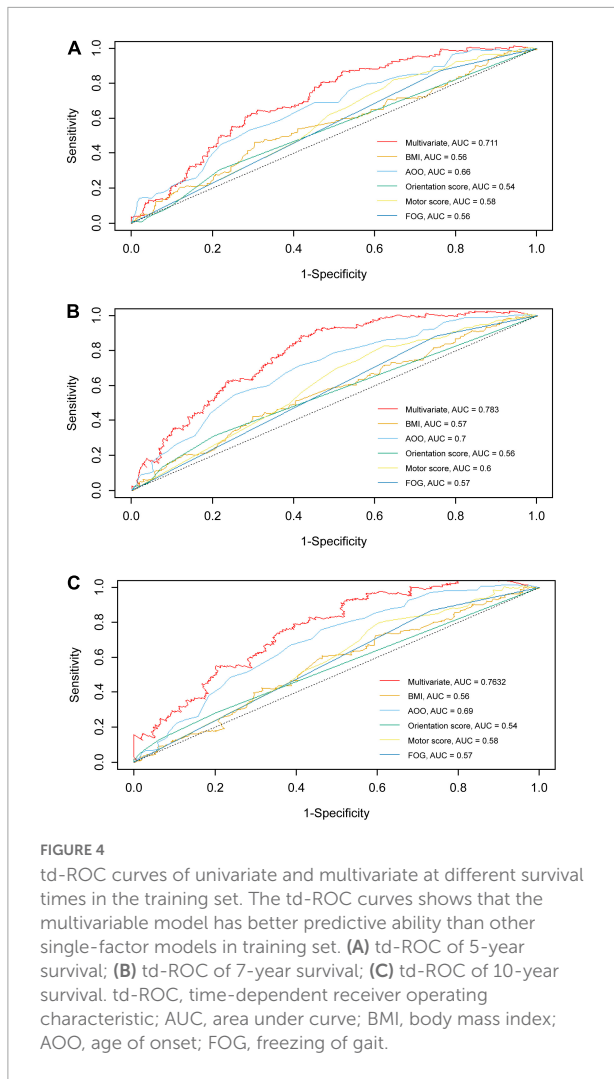 A
Sensitivity
1.0
0.8
0.6
0.4
0.2
0.0
Multivariate, AUC = 0.711
BMI, AUC = 0.56
AOO, AUC = 0.66
Orientation score, AUC = 0.54
Motor score, AUC = 0.58
FOG, AUC = 0.56
0.0 0.2 0.4 0.6 0.8 1.0
1-Specificity
B
Sensitivity
1.0
0.8
0.6
0.4
0.2
0.0
Multivariate, AUC = 0.783
BMI, AUC = 0.57
AOO, AUC = 0.7
Orientation score, AUC = 0.56
Motor score, AUC = 0.6
FOG, AUC = 0.57
0.0 0.2 0.4 0.6 0.8 1.0
1-Specificity
C
Sensitivity
1.0
0.8
0.6
0.4
0.2
0.0
Multivariate, AUC = 0.7632
BMI, AUC = 0.56
AOO, AUC = 0.69
Orientation score, AUC = 0.54
Motor score, AUC = 0.58
FOG, AUC = 0.57
0.0 0.2 0.4 0.6 0.8 1.0
1-Specificity
FIGURE 4
td-ROC curves of univariate and multivariate at different survival
times in the training set. The td-ROC curves shows that the
multivariable model has better predictive ability than other
single-factor models in training set. (A) td-ROC of 5-year
survival; (B) td-ROC of 7-year survival; (C) td-ROC of 10-year
survival. td-ROC, time-dependent receiver operating
characteristic; AUC, area under curve; BMI, body mass index;
AOO, age of onset; FOG, freezing of gait.